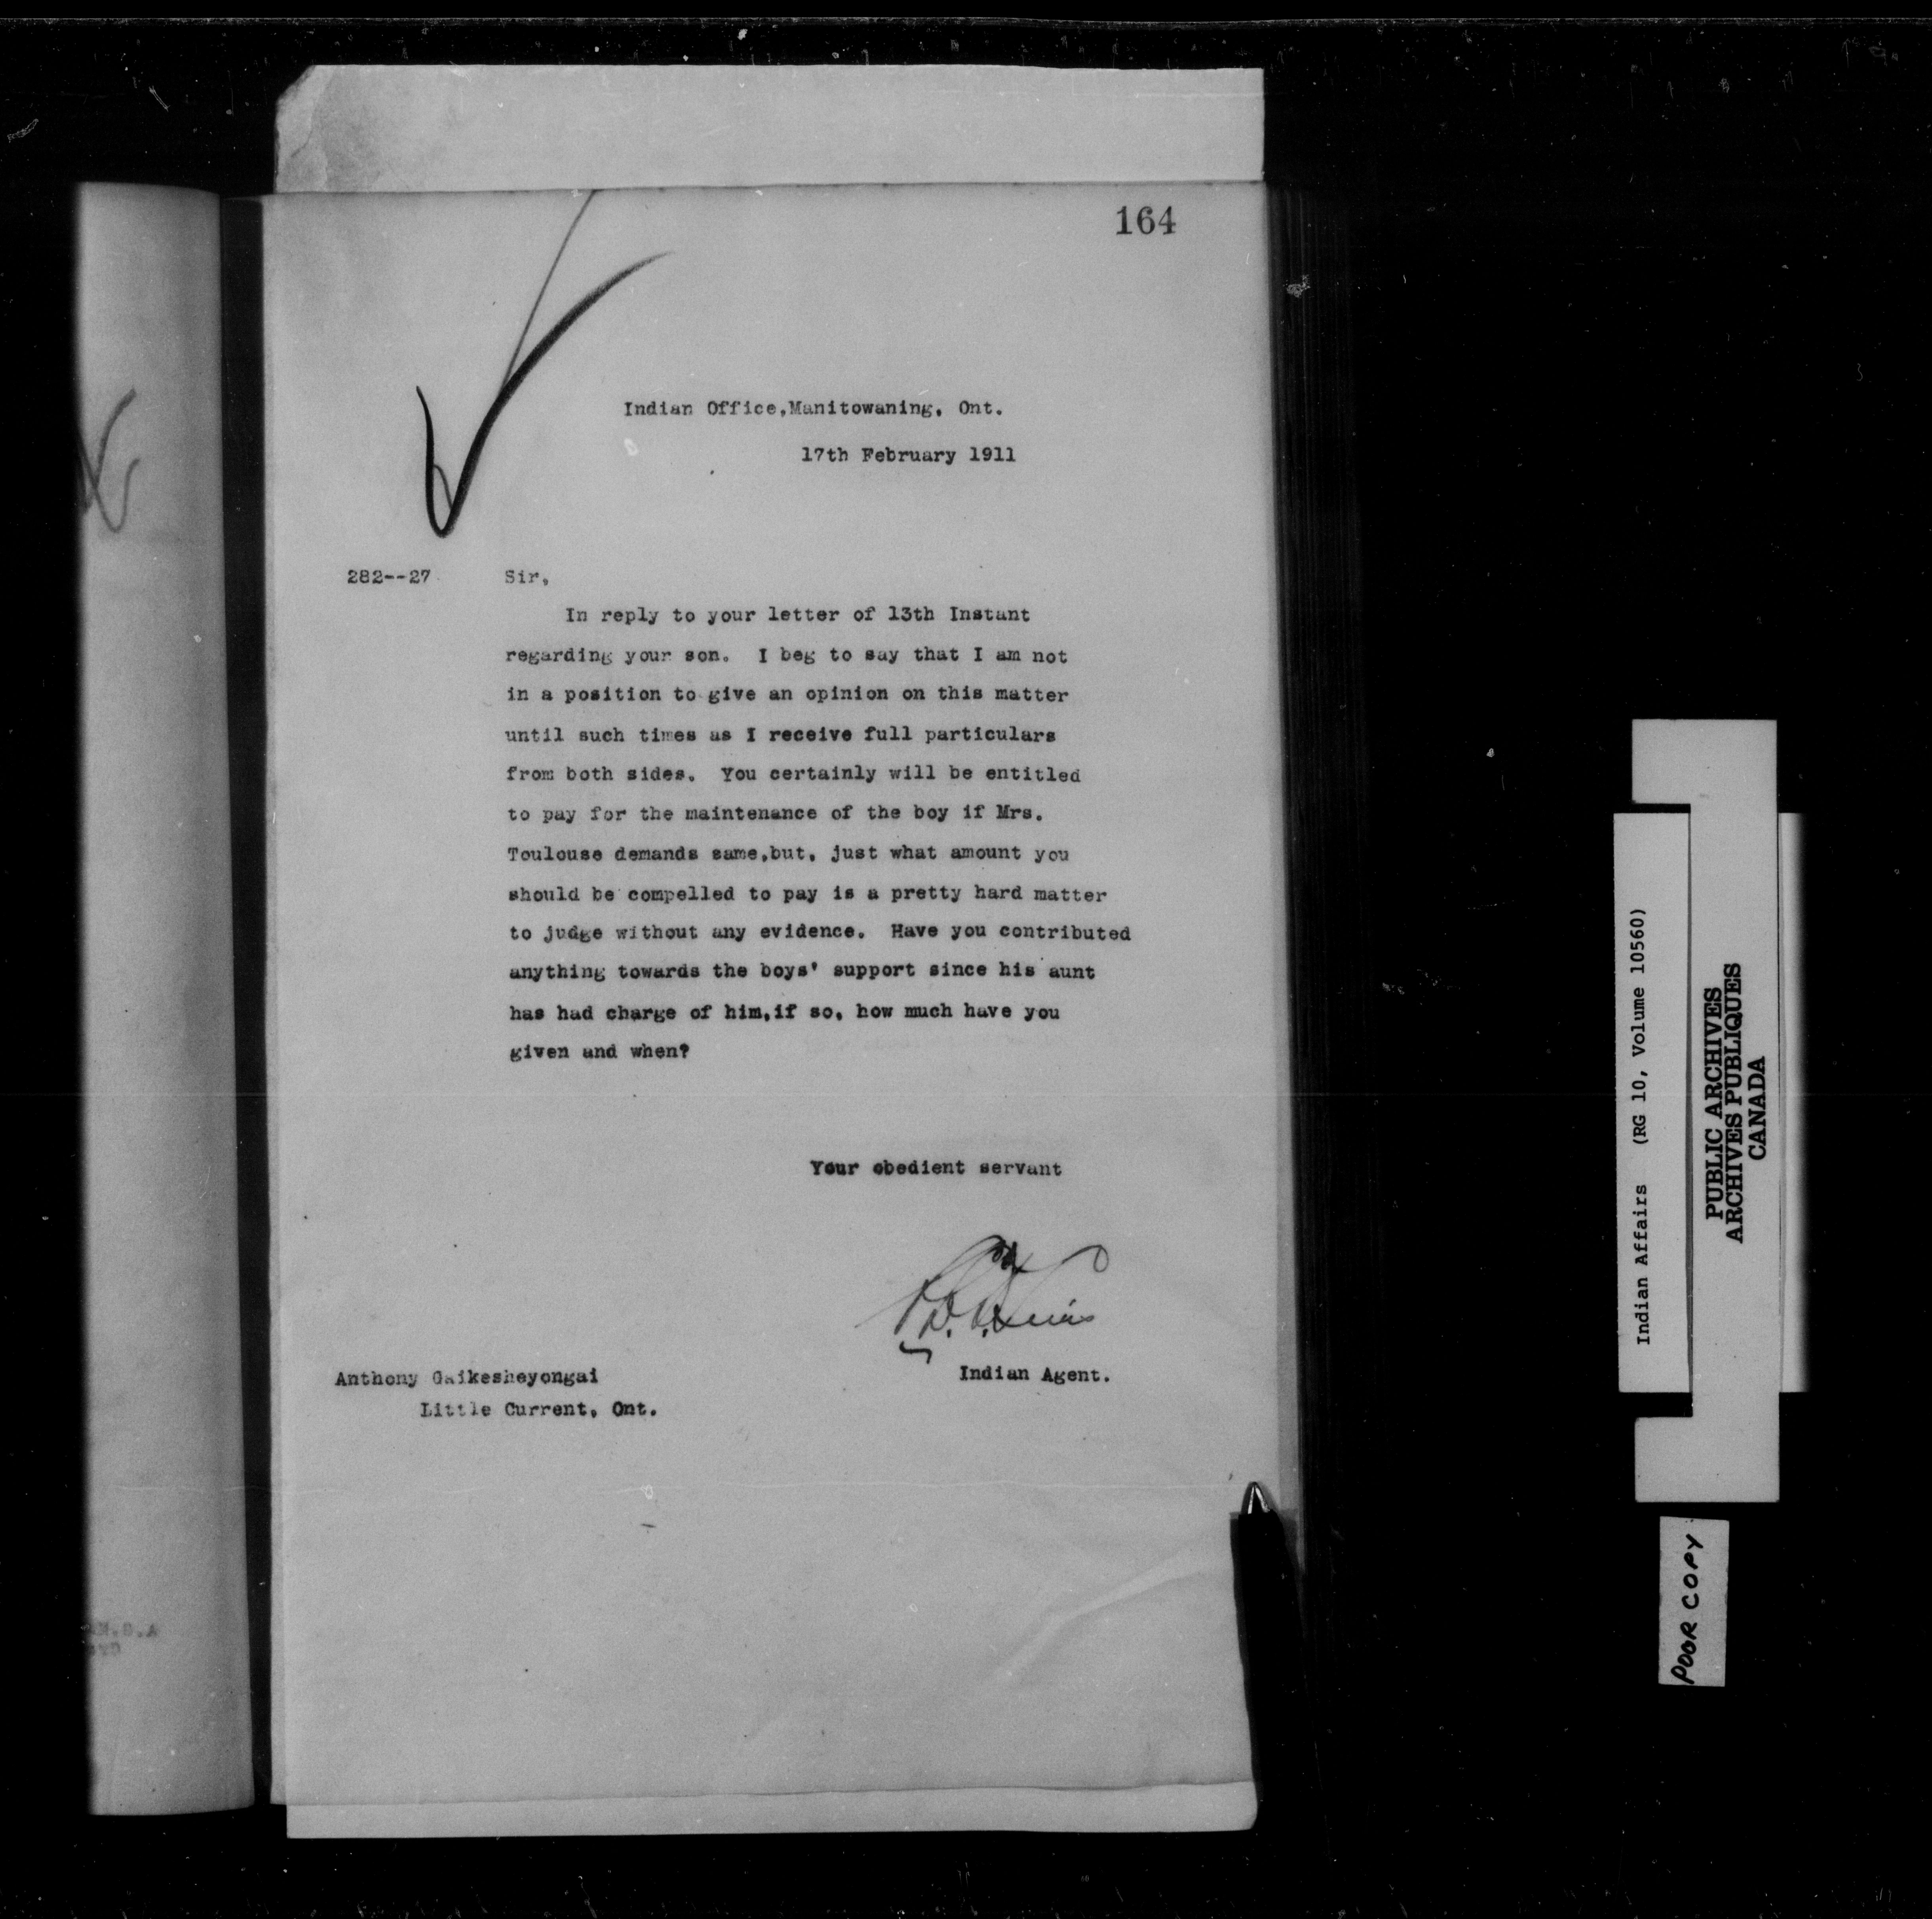 164
Indian Office,Manitowaning, Ont.
17th February 1911
282--27 Sir,
In reply to your letter of 13th Instant
regarding your son. I beg to say that I am not
in a position to give an opinion on this matter
until such times as I receive full particulars
from both sides. You certainly will be entitled
to pay for the maintenance of the boy if Mrs.
Toulouse demands same,but, just what amount you
should be compelled to pay is a pretty hard matter
to judge without any evidence. Have you contributed
anything towards the boys' support since his aunt
has had charge of him,if so, how much have you
given and when?
Your obedient servant
Indian Agent.
Anthony Gaikesheyongai
Little Current, Ont.
Indian Affairs (RG 10, Volume 10560)
PUBLIC ARCHIVES
ARCHIVES PUBLIQUES
CANADA
POOR COPY